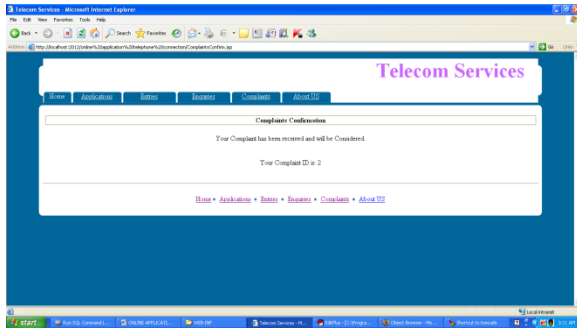 Telecom Services - Microsoft Internet Explorer
File Edit View Favorites Tools Help
Back Search Favorites
Address http://localhost:2012/online%20application%20telephone%20connection/ComplaintsConfirm.jsp Go Links
Telecom Services
Home Applications Entries Enquiries Complaints About US
Complaints Confirmation
Your Complaint has been received and will be Considered.
Your Complaint ID is: 2
Home • Applications • Entries • Enquiries • Complaints • About US
Local intranet
start Run SQL Command L... ONLINE APPLICATI... WEB-INF Telecom Services - M... EditPlus - [C:\Progra... Object Browser - Mo... Shortcut to tomcat6